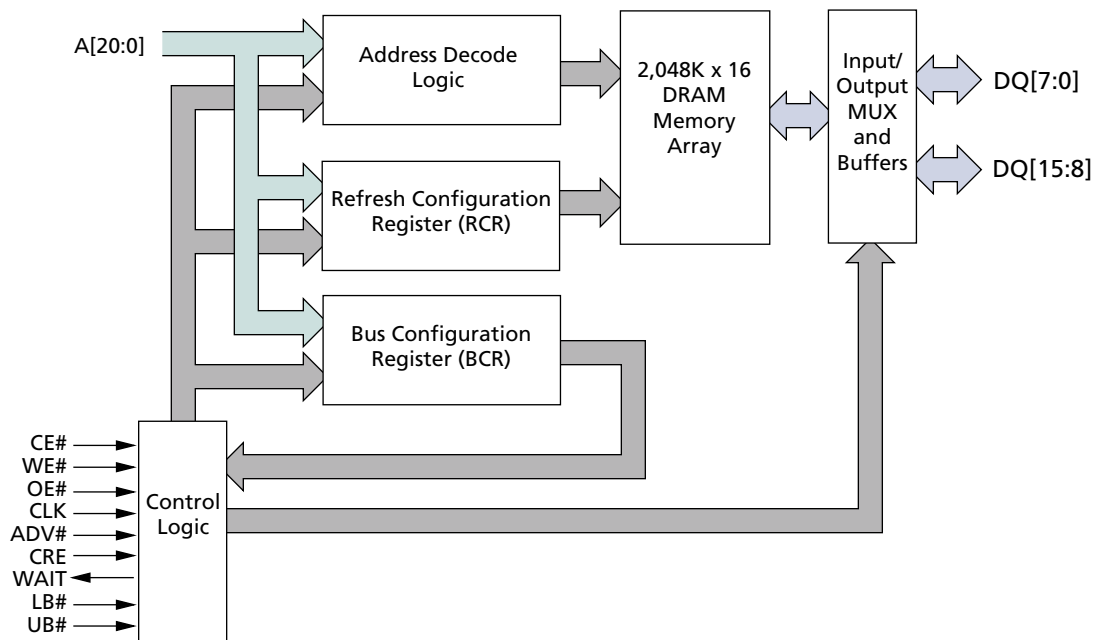 A[20:0]
Address Decode
Logic
2,048K x 16
DRAM
Memory
Array
Input/
Output
MUX
and
Buffers
DQ[7:0]
DQ[15:8]
Refresh Configuration
Register (RCR)
Bus Configuration
Register (BCR)
CE#
WE#
OE#
CLK
ADV#
CRE
WAIT
LB#
UB#
Control
Logic